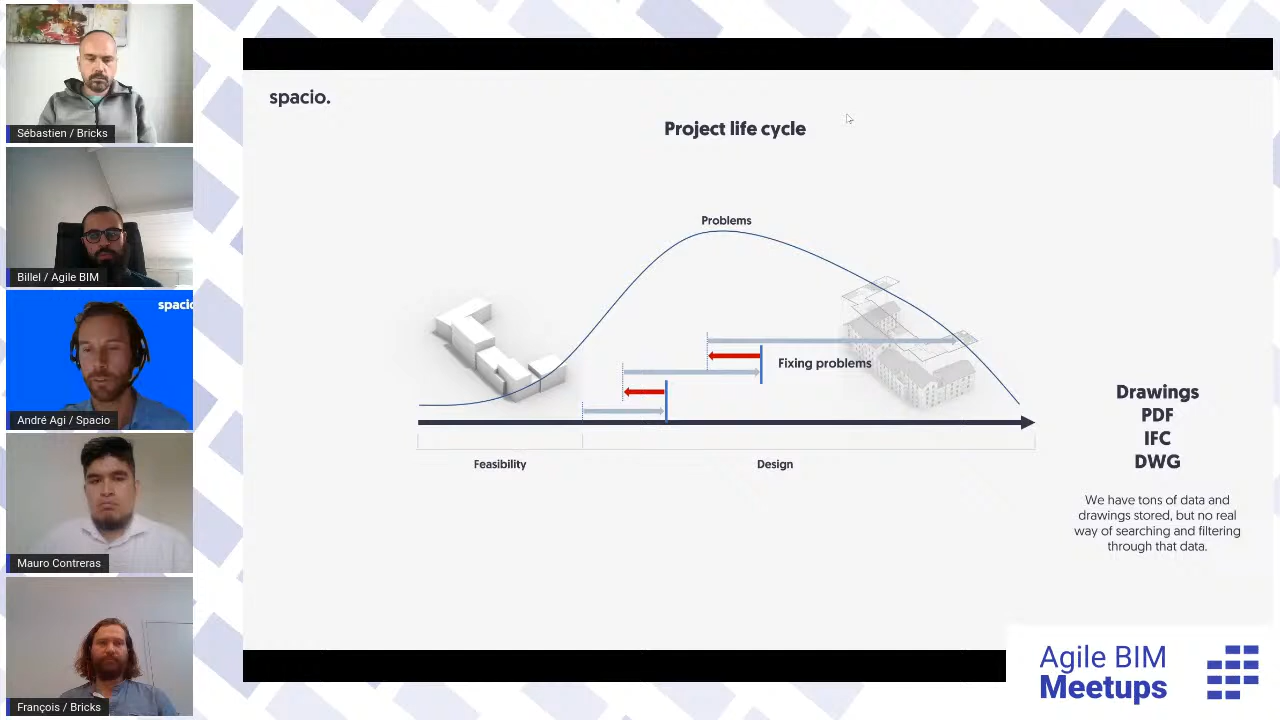 Sébastien / Bricks
Billel / Agile BIM
spacio
André Agi / Spacio
Mauro Contreras
François / Bricks
spacio.
Project life cycle
Problems
Fixing problems
Feasibility
Design
Drawings
PDF
IFC
DWG
We have tons of data and
drawings stored, but no real
way of searching and filtering
through that data.
Agile BIM
Meetups